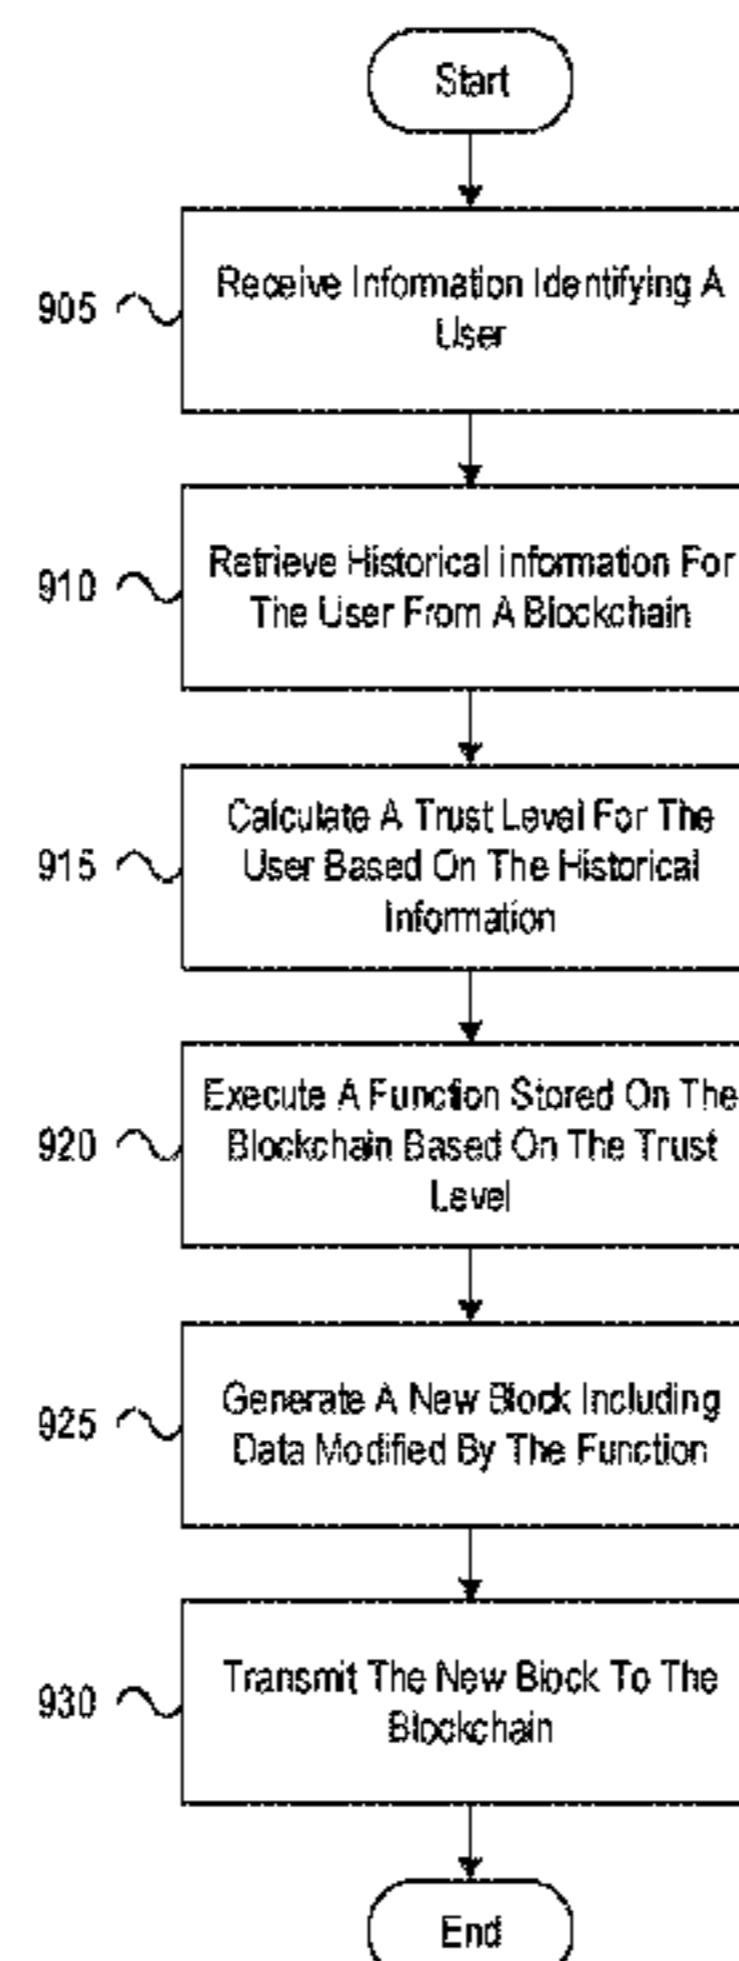 Start
905
Receive Information Identifying A
User
910
Retrieve Historical information For
The User From A Blockchain
915
Calculate A Trust Level For The
User Based On The Historical
Information
920
Execute A Function Stored On The
Blockchain Based On The Trust
Level
925
Generate A New Block Including
Data Modified By The Function
930
Transmit The New Block To The
Blockchain
End